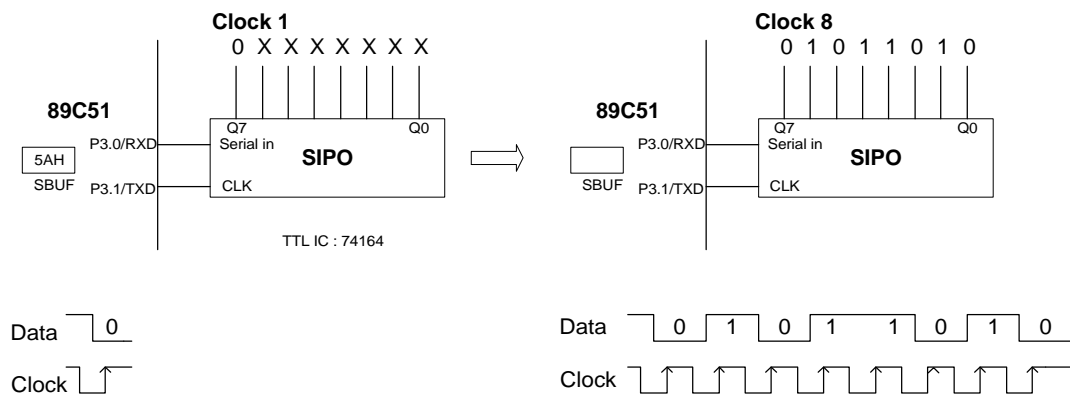 Clock 1
0 X X X X X X X
89C51
5AH
SBUF
P3.0/RXD
P3.1/TXD
Q7
Q0
Serial in
SIPO
CLK
TTL IC : 74164
Clock 8
0 1 0 1 1 0 1 0
89C51
SBUF
P3.0/RXD
P3.1/TXD
Q7
Q0
Serial in
SIPO
CLK
Data 0
Clock
Data 0 1 0 1 1 0 1 0
Clock